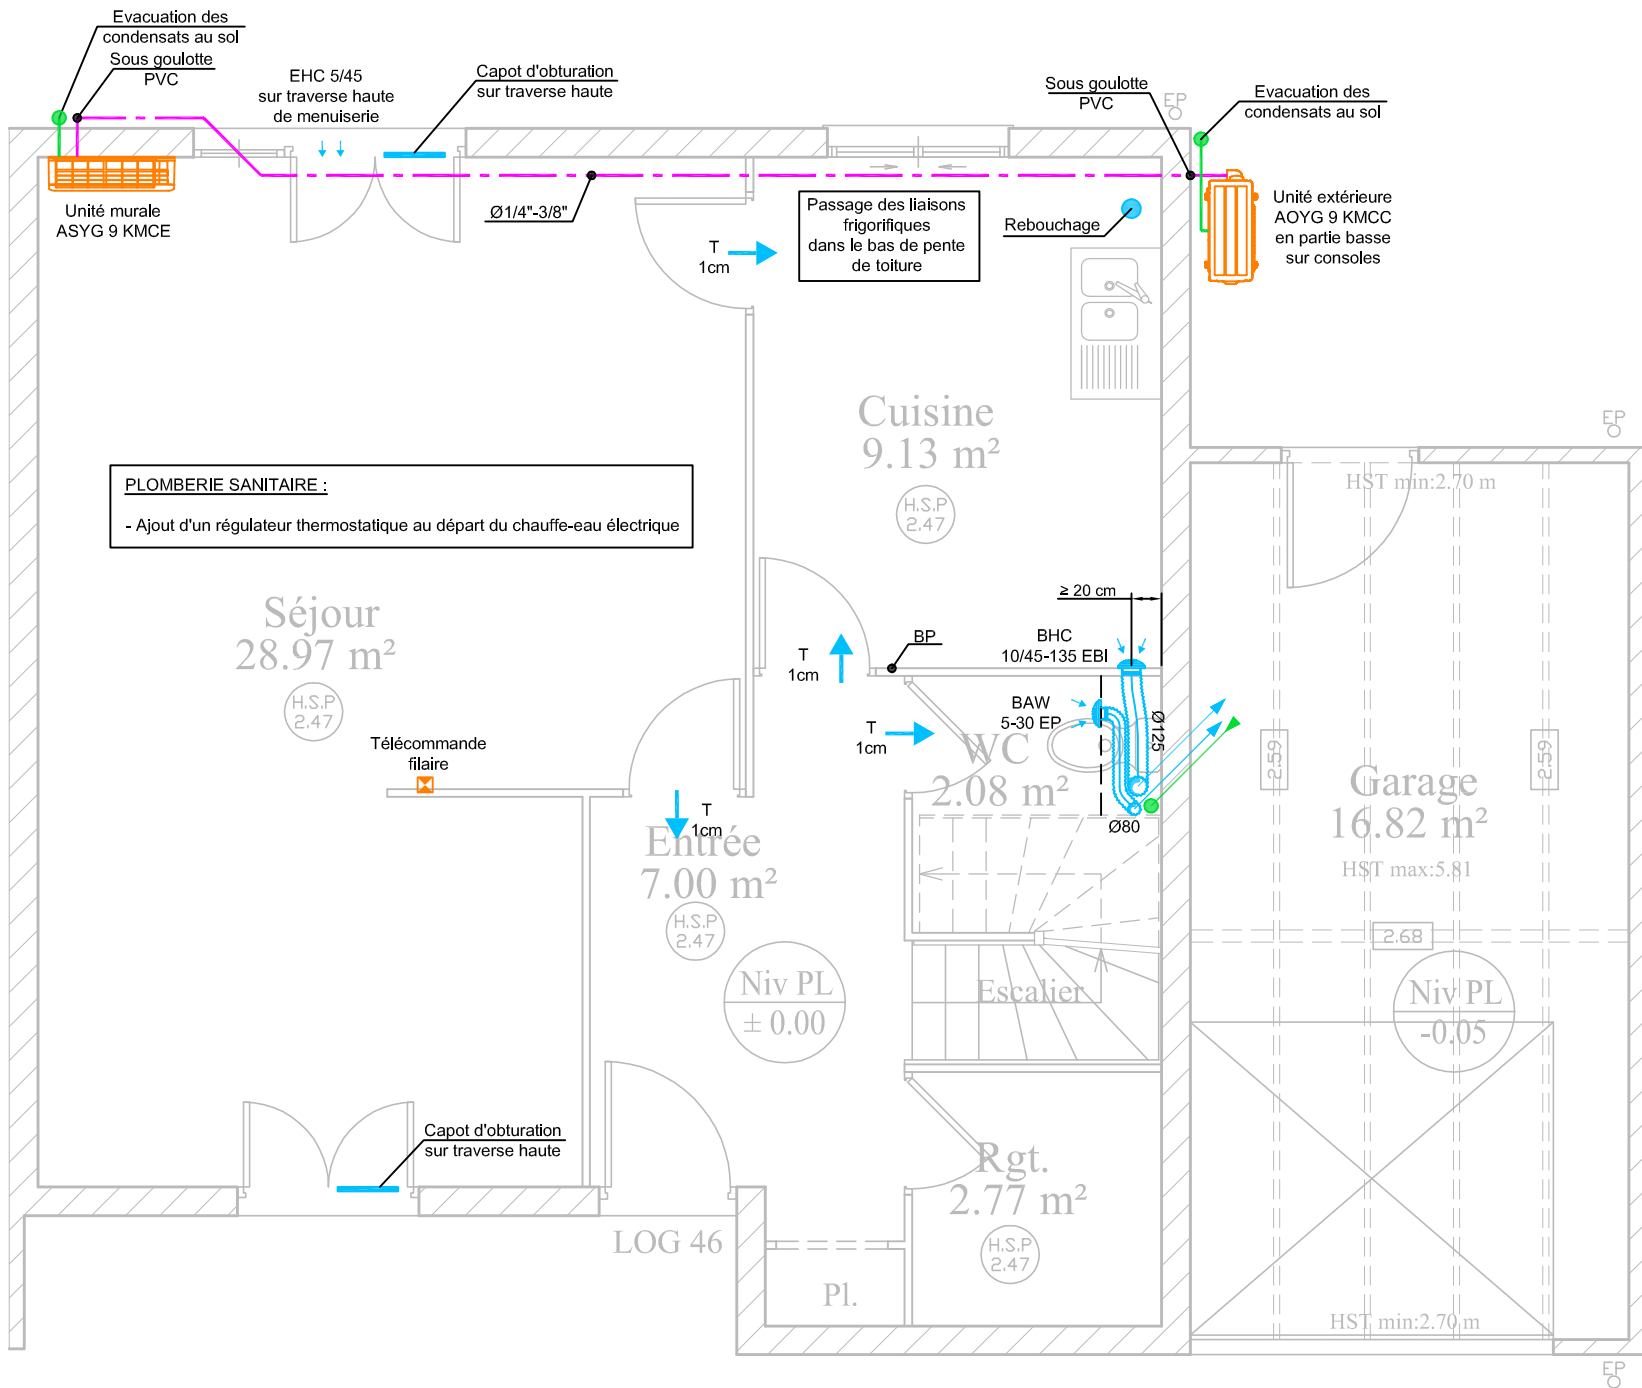 Evacuation des
condensats au sol
Sous goulotte
PVC
EHC 5/45
sur traverse haute
de menuiserie
Capot d'obturation
sur traverse haute
Sous goulotte
PVC
EP
Evacuation des
condensats au sol
Unité murale
ASYG 9 KMCE
Ø1/4"-3/8"
T
1cm
Passage des liaisons
frigorifiques
dans le bas de pente
de toiture
Rebouchage
Unité extérieure
AOYG 9 KMCC
en partie basse
sur consoles
Cuisine
9.13 m²
H.S.P
2.47
EP
HST min:2.70 m
PLOMBERIE SANITAIRE :
- Ajout d'un régulateur thermostatique au départ du chauffe-eau électrique
Séjour
28.97 m²
H.S.P
2.47
≥ 20 cm
BP
BHC
10/45-135 EBI
T
1cm
BAW
5-30 EP
T
1cm
Ø125
WC
2.08 m²
Ø80
Télécommande
filaire
T
1cm
Entrée
7.00 m²
H.S.P
2.47
2.59
2.59
Garage
16.82 m²
HST max:5.81
2.68
Niv PL
± 0.00
Escalier
Niv PL
-0.05
Capot d'obturation
sur traverse haute
Rgt.
2.77 m²
H.S.P
2.47
LOG 46
Pl.
HST min:2.70 m
EP